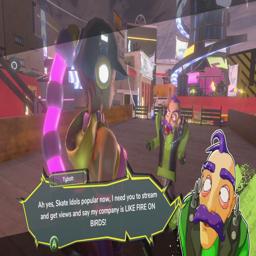 Tyholt
Ah yes, Skate Idols popular now, I need you to stream
and get views and say my company is LIKE FIRE ON
BIRDS!